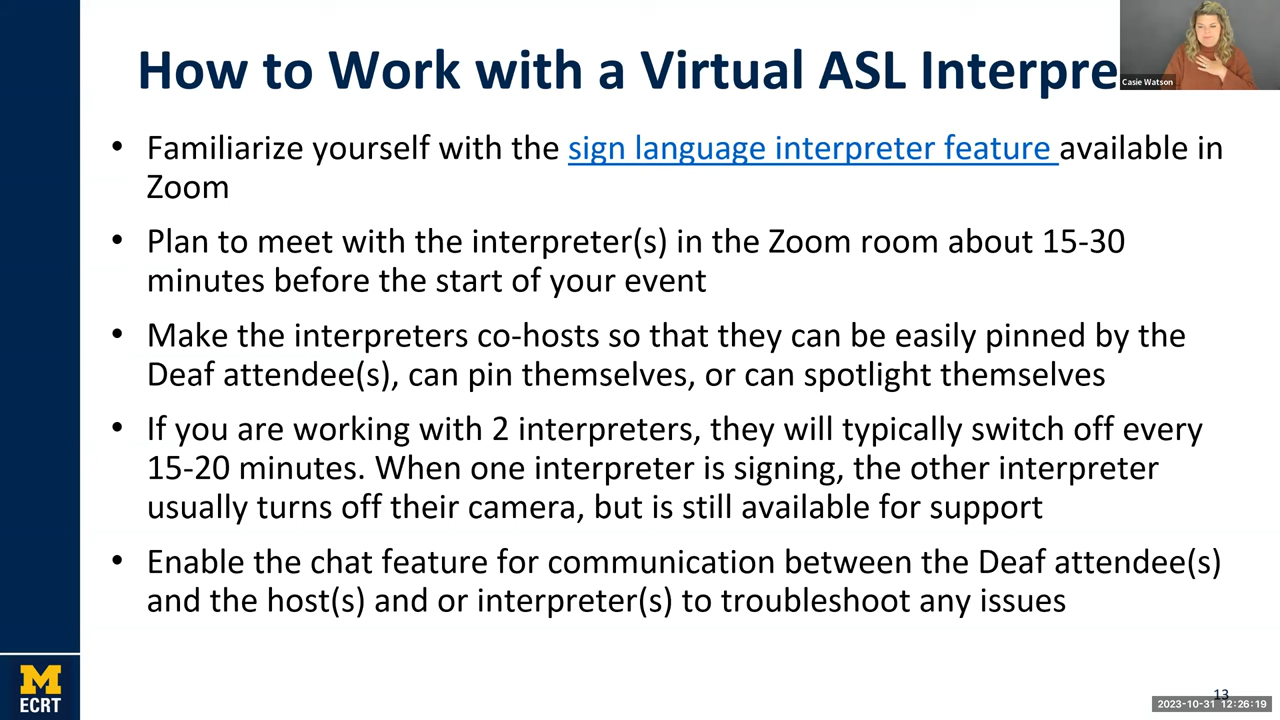 How to Work with a Virtual ASL Interpre
Casie Watson
• Familiarize yourself with the sign language interpreter feature available in
Zoom
• Plan to meet with the interpreter(s) in the Zoom room about 15-30
minutes before the start of your event
• Make the interpreters co-hosts so that they can be easily pinned by the
Deaf attendee(s), can pin themselves, or can spotlight themselves
• If you are working with 2 interpreters, they will typically switch off every
15-20 minutes. When one interpreter is signing, the other interpreter
usually turns off their camera, but is still available for support
• Enable the chat feature for communication between the Deaf attendee(s)
and the host(s) and or interpreter(s) to troubleshoot any issues
M
ECRT
13
2023-10-31 12:26:19